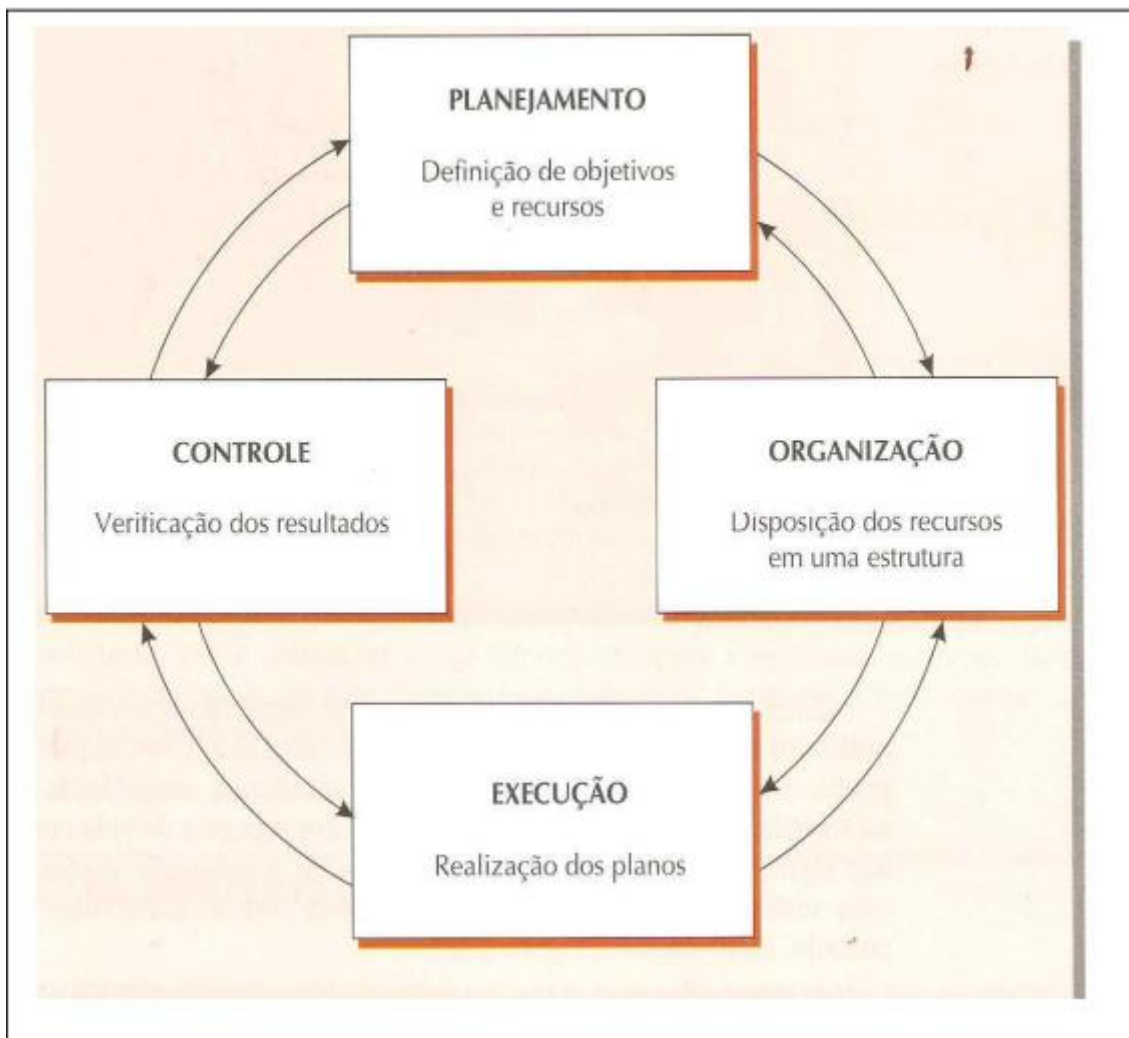 PLANEJAMENTO
Definição de objetivos
e recursos
CONTROLE
Verificação dos resultados
ORGANIZAÇÃO
Disposição dos recursos
em uma estrutura
EXECUÇÃO
Realização dos planos